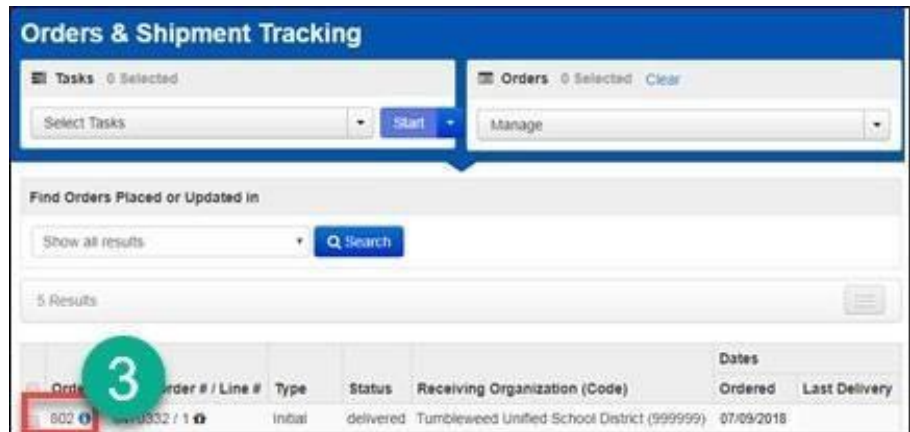 Orders & Shipment Tracking
Tasks 0 Selected
Orders 0 Selected Clear
Select Tasks Start
Manage
Find Orders Placed or Updated in
Show all results Search
5 Results
Dates
3 # / Line # Type Status Receiving Organization (Code) Ordered Last Delivery
802 / 1 Initial delivered Tumbleweed Unified School District (999999) 07/09/2018